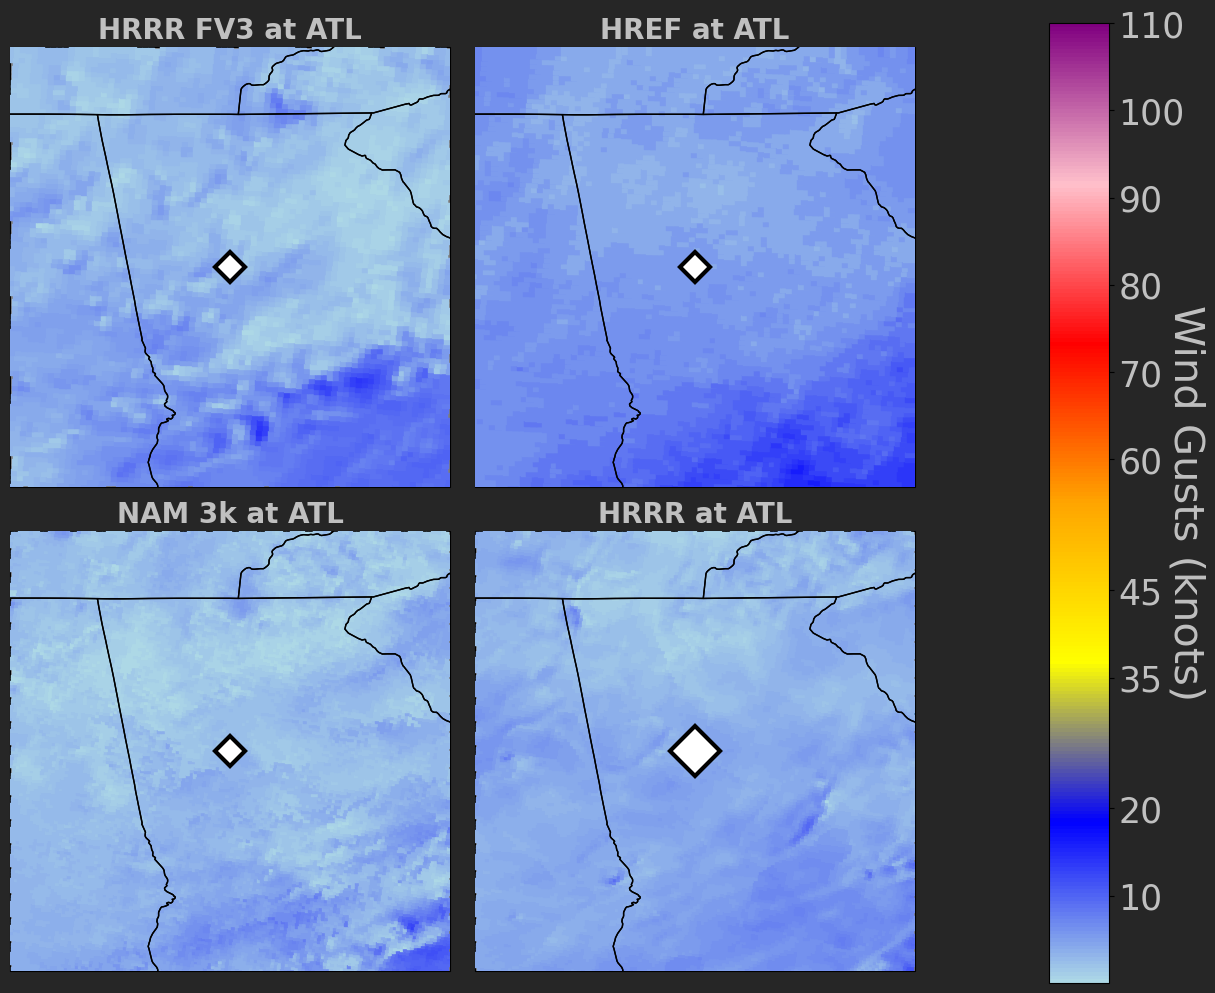 HRRR FV3 at ATL
HREF at ATL
NAM 3k at ATL
HRRR at ATL
110
100
90
80
70
60
45
35
20
10
Wind Gusts (knots)